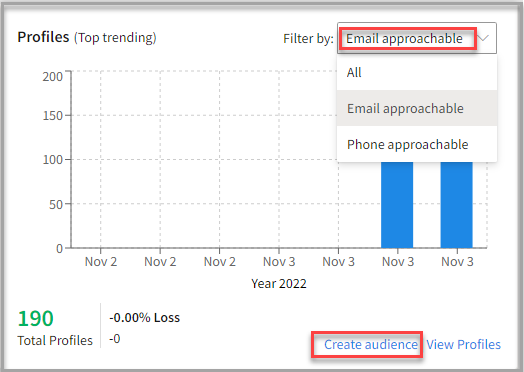 Profiles (Top trending)
Filter by: Email approachable
All
Email approachable
Phone approachable
200
150
100
50
0
Nov 2 Nov 2 Nov 2 Nov 3 Nov 3 Nov 3 Nov 3
Year 2022
190
Total Profiles
-0.00% Loss
-0
Create audience View Profiles